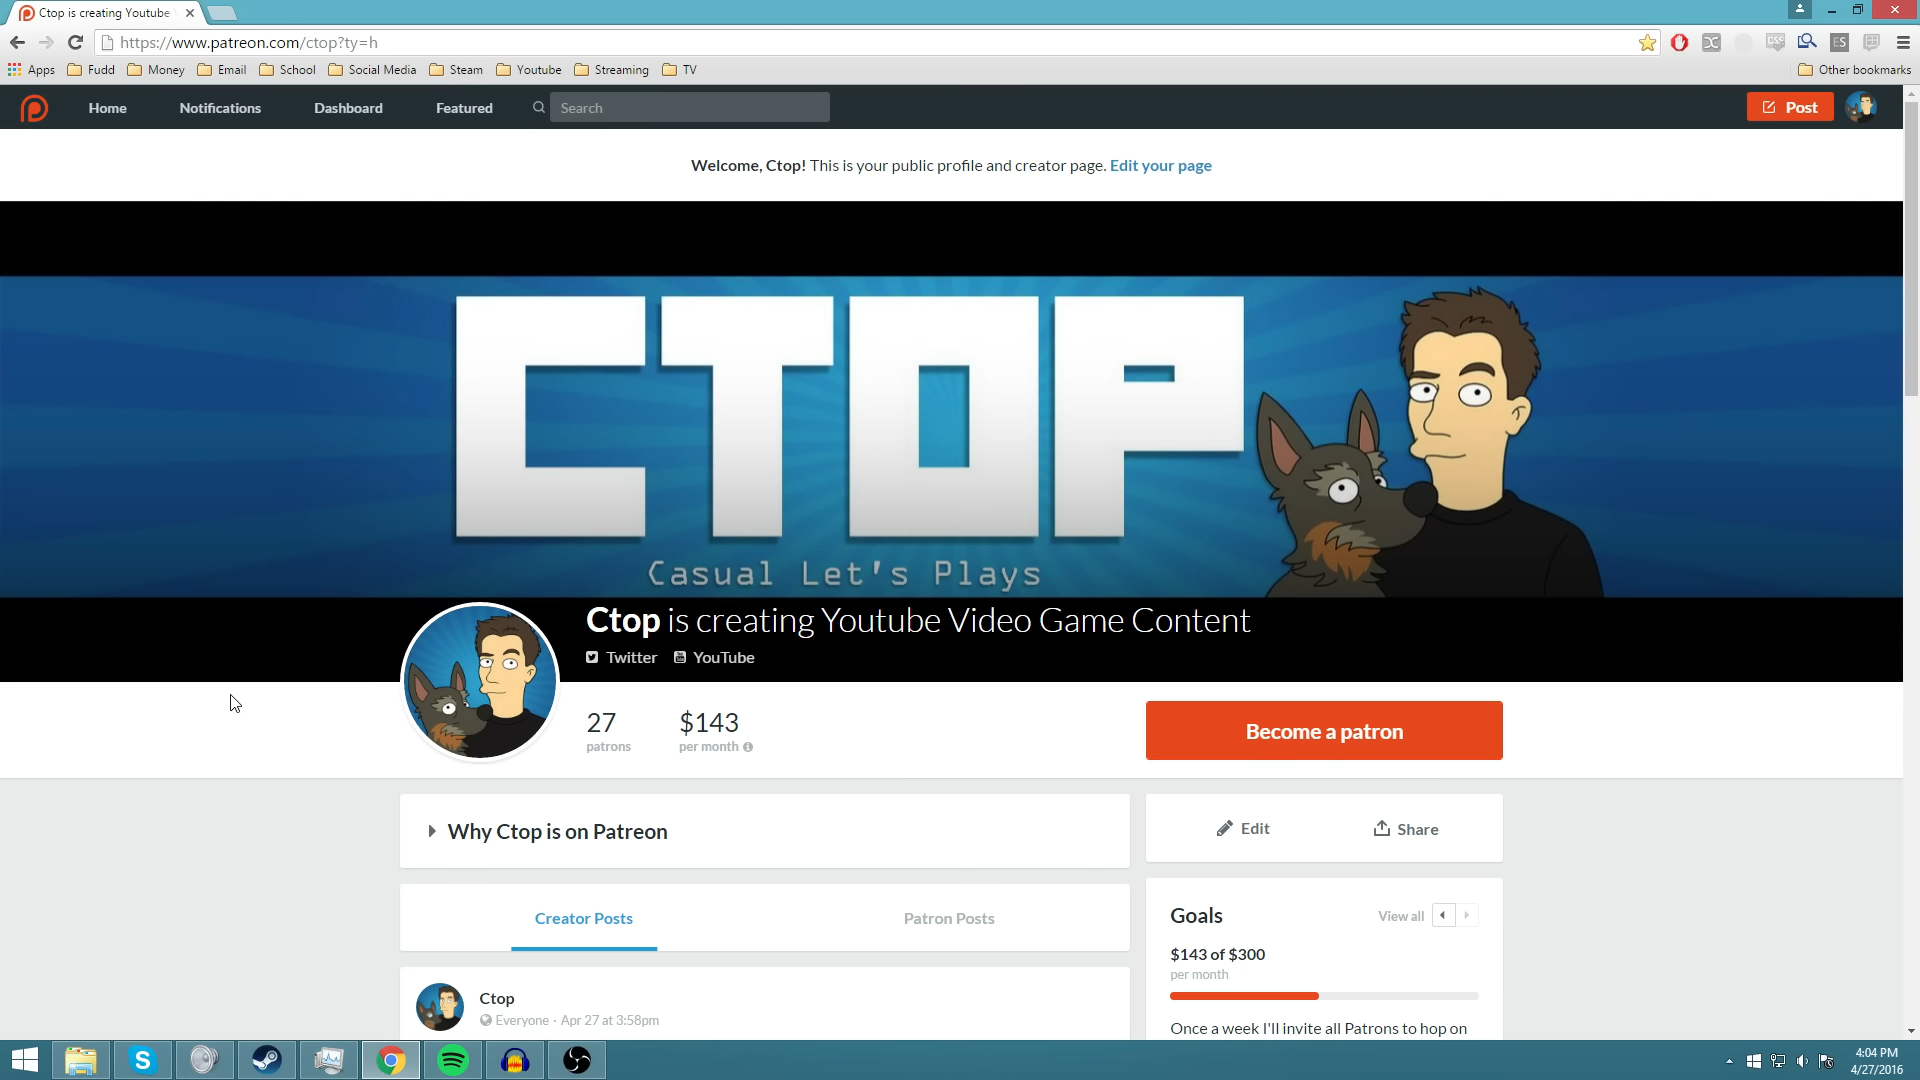 Ctop is creating Youtube
https://www.patreon.com/ctop?ty=h
Apps Fudd Money Email School Social Media Steam Youtube Streaming TV Other bookmarks
Home Notifications Dashboard Featured Search Post
Welcome, Ctop! This is your public profile and creator page. Edit your page
CTOP
Casual Let's Plays
Ctop is creating Youtube Video Game Content
Twitter YouTube
27 $143
patrons per month
Become a patron
Why Ctop is on Patreon
Edit Share
Creator Posts Patron Posts
Goals View all
$143 of $300
per month
Ctop
Everyone - Apr 27 at 3:58pm
Once a week I'll invite all Patrons to hop on
4:04 PM
4/27/2016